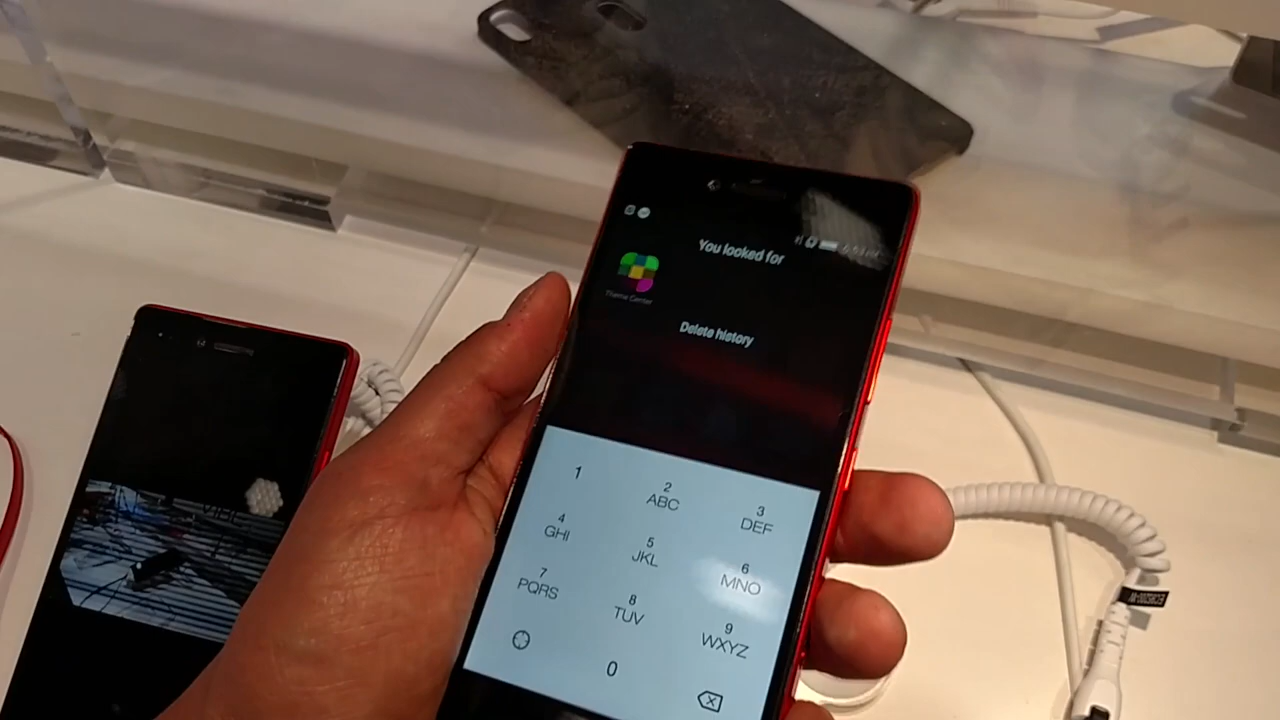 You looked for
Theme Center
Delete history
1
2
ABC
3
DEF
4
GHI
5
JKL
6
MNO
7
PQRS
8
TUV
9
WXYZ
0
VIBE